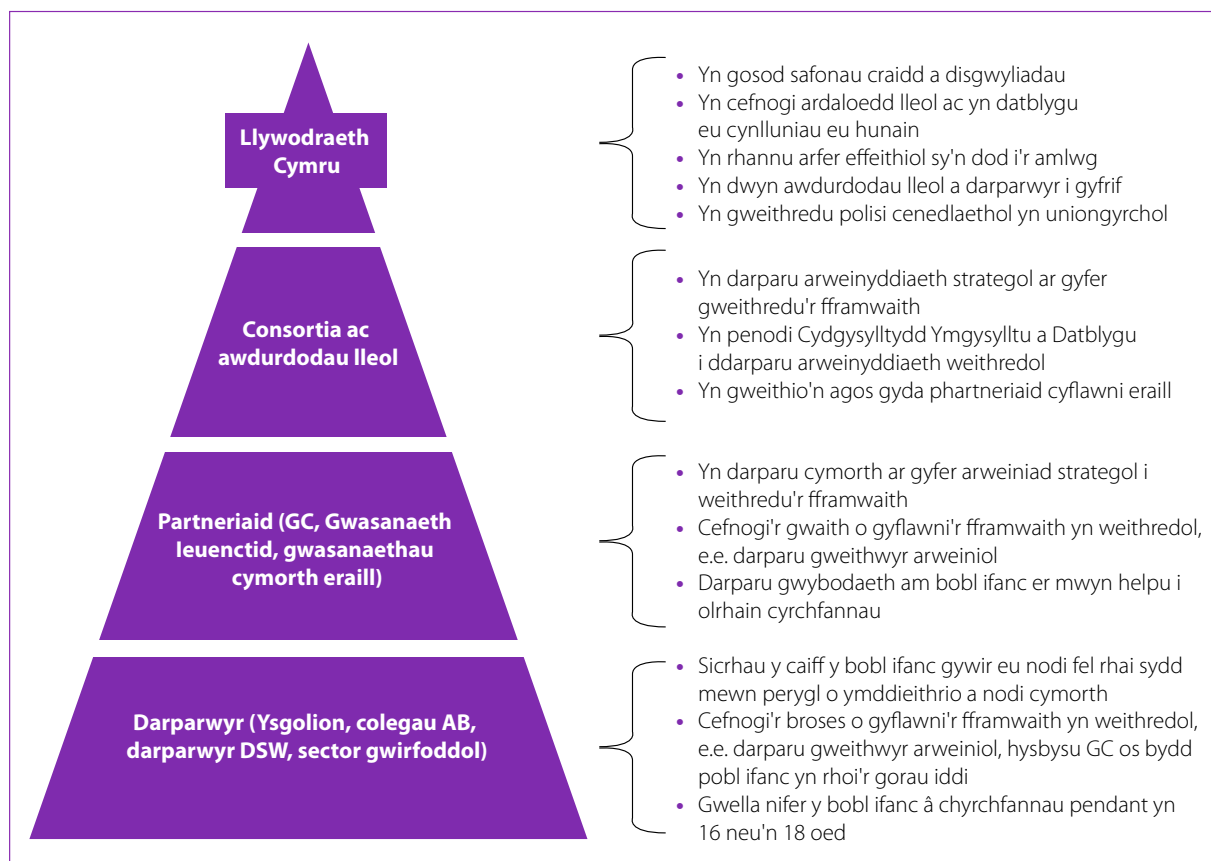 Llywodraeth
Cymru
• Yn gosod safonau craidd a disgwyliadau
• Yn cefnogi ardaloedd lleol ac yn datblygu
eu cynlluniau eu hunain
• Yn rhannu arfer effeithiol sy'n dod i'r amlwg
• Yn dwyn awdurdodau lleol a darparwyr i gyfrif
• Yn gweithredu polisi cenedlaethol yn uniongyrchol
Consortia ac
awdurdodau lleol
• Yn darparu arweinyddiaeth strategol ar gyfer
gweithredu'r fframwaith
• Yn penodi Cydgysylltydd Ymgysylltu a Datblygu
i ddarparu arweinyddiaeth weithredol
• Yn gweithio'n agos gyda phartneriaid cyflawni eraill
Partneriaid (GC, Gwasanaeth
Ieuenctid, gwasanaethau
cymorth eraill)
• Yn darparu cymorth ar gyfer arweiniad strategol i
weithredu'r fframwaith
• Cefnogi'r gwaith o gyflawni'r fframwaith yn weithredol,
e.e. darparu gweithwyr arweiniol
• Darparu gwybodaeth am bobl ifanc er mwyn helpu i
olrhain cyrchfannau
Darparwyr (Ysgolion, colegau AB,
darparwyr DSW, sector gwirfoddol)
• Sicrhau y caiff y bobl ifanc gywir eu nodi fel rhai sydd
mewn perygl o ymddieithrio a nodi cymorth
• Cefnogi'r broses o gyflawni'r fframwaith yn weithredol,
e.e. darparu gweithwyr arweiniol, hysbysu GC os bydd
pobl ifanc yn rhoi'r gorau iddi
• Gwella nifer y bobl ifanc â chyrchfannau pendant yn
16 neu'n 18 oed